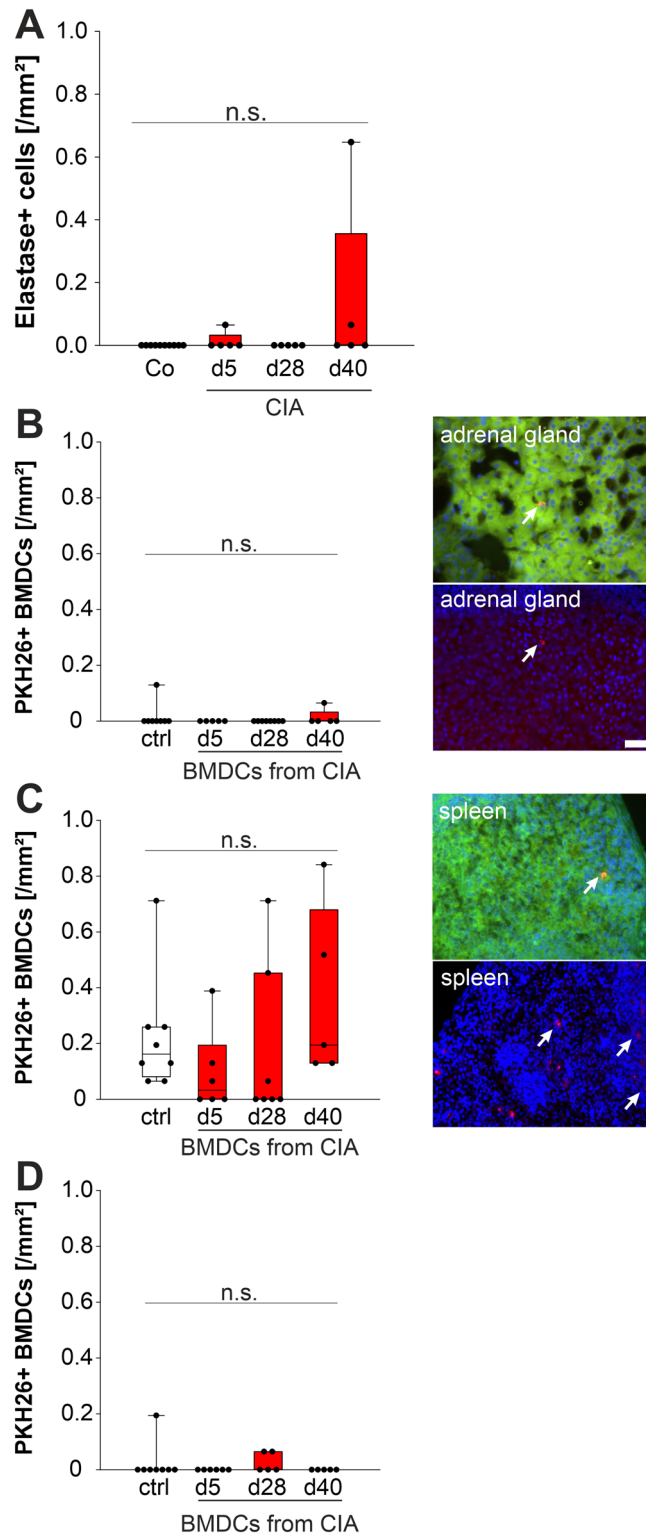 A
Elastase+ cells [/mm²]
1.0
0.8
0.6
0.4
0.2
0.0
n.s.
Co
d5
d28
d40
CIA
B
PKH26+ BMDCs [/mm²]
1.0
0.8
0.6
0.4
0.2
0
n.s.
ctrl
d5
d28
d40
BMDCs from CIA
adrenal gland
adrenal gland
C
PKH26+ BMDCs [/mm²]
1.0
0.8
0.6
0.4
0.2
0
n.s.
ctrl
d5
d28
d40
BMDCs from CIA
spleen
spleen
D
PKH26+ BMDCs [/mm²]
1.0
0.8
0.6
0.4
0.2
0
n.s.
ctrl
d5
d28
d40
BMDCs from CIA